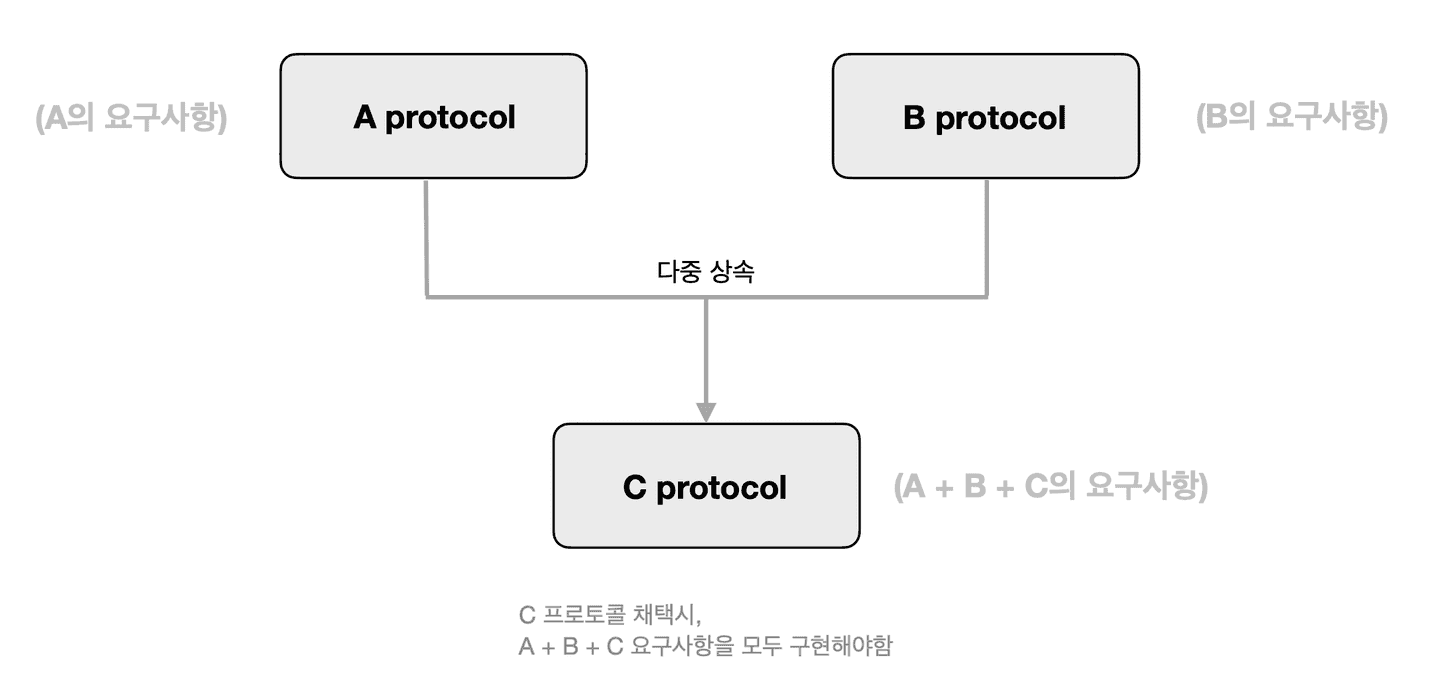 (A의 요구사항)
A protocol
B protocol
(B의 요구사항)
다중 상속
C protocol
(A + B + C의 요구사항)
C 프로토콜 채택시,
A + B + C 요구사항을 모두 구현해야함